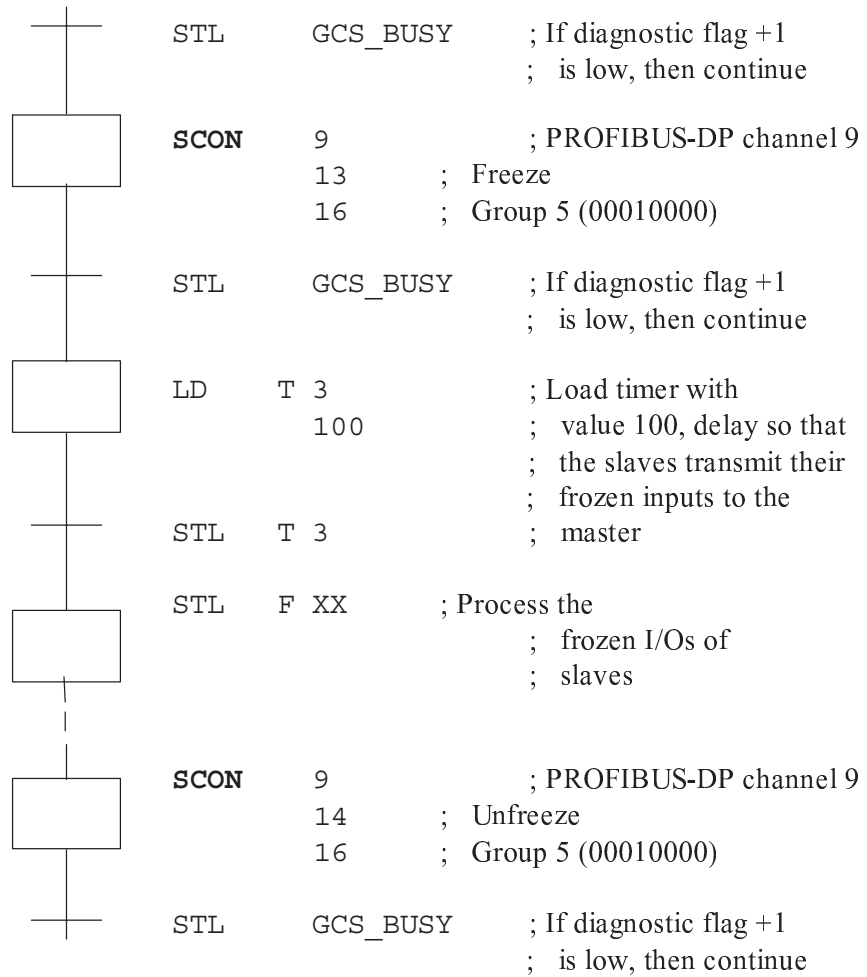 STL GCS_BUSY ; If diagnostic flag +1
; is low, then continue
SCON 9 ; PROFIBUS-DP channel 9
13 ; Freeze
16 ; Group 5 (00010000)
STL GCS_BUSY ; If diagnostic flag +1
; is low, then continue
LD T 3 ; Load timer with
100 ; value 100, delay so that
; the slaves transmit their
; frozen inputs to the
STL T 3 ; master
STL F XX ; Process the
; frozen I/Os of
; slaves
SCON 9 ; PROFIBUS-DP channel 9
14 ; Unfreeze
16 ; Group 5 (00010000)
STL GCS_BUSY ; If diagnostic flag +1
; is low, then continue